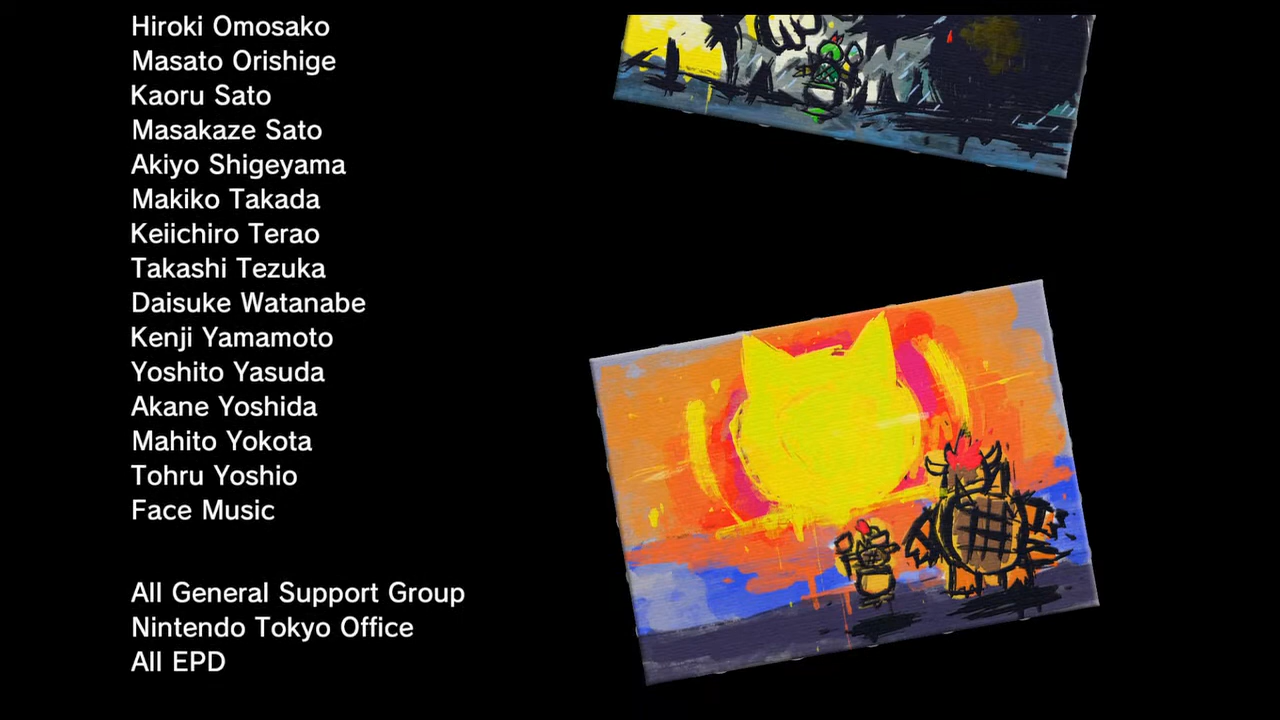 Hiroki Omosako
Masato Orishige
Kaoru Sato
Masakaze Sato
Akiyo Shigeyama
Makiko Takada
Keiichiro Terao
Takashi Tezuka
Daisuke Watanabe
Kenji Yamamoto
Yoshito Yasuda
Akane Yoshida
Mahito Yokota
Tohru Yoshio
Face Music
All General Support Group
Nintendo Tokyo Office
All EPD